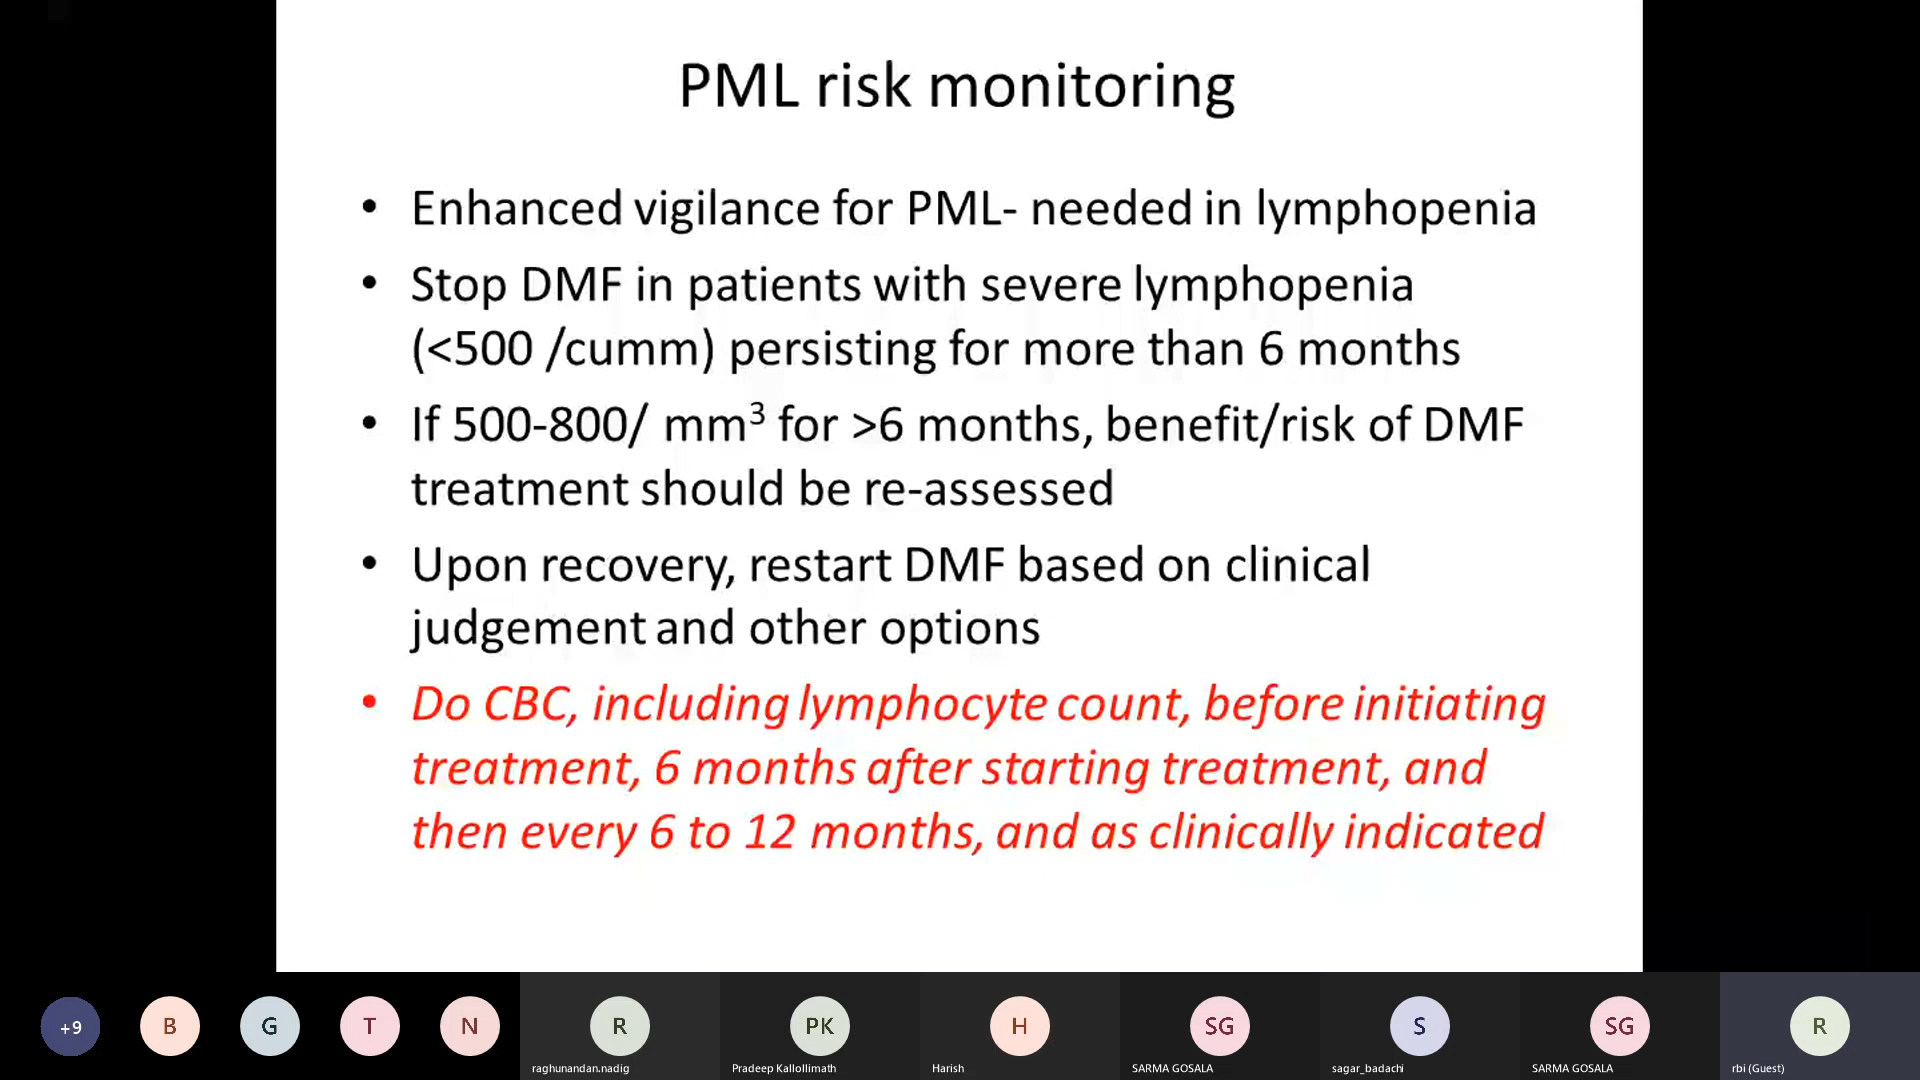 PML risk monitoring
• Enhanced vigilance for PML- needed in lymphopenia
• Stop DMF in patients with severe lymphopenia
(<500 /cumm) persisting for more than 6 months
• If 500-800/ mm³ for >6 months, benefit/risk of DMF
treatment should be re-assessed
• Upon recovery, restart DMF based on clinical
judgement and other options
• Do CBC, including lymphocyte count, before initiating
treatment, 6 months after starting treatment, and
then every 6 to 12 months, and as clinically indicated
+9 B G T N R PK H SG S SG R
raghunandan.nadig Pradeep Kallollimath Harish SARMA GOSALA sagar_badachi SARMA GOSALA rbi (Guest)